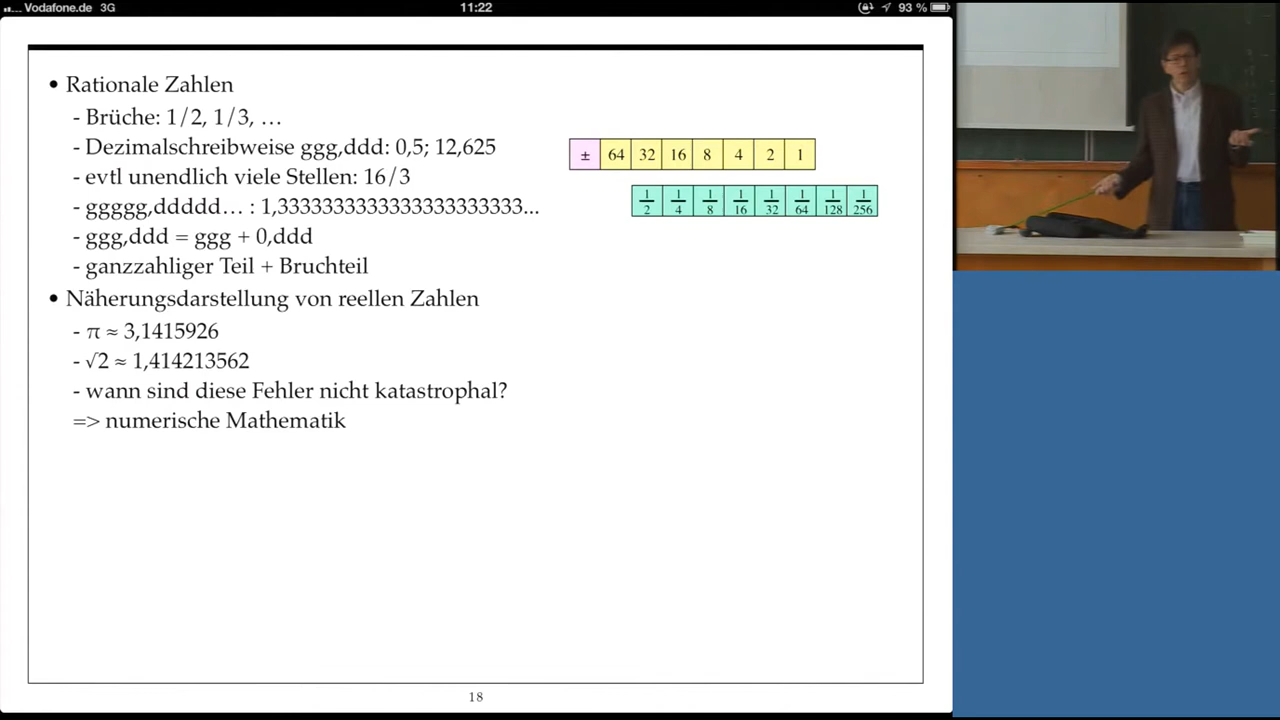 Vodafone.de 3G 11:22 93 %
• Rationale Zahlen
- Brüche: 1/2, 1/3, …
- Dezimalschreibweise ggg,ddd: 0,5; 12,625
- evtl unendlich viele Stellen: 16/3
- ggggg,ddddd… : 1,3333333333333333333333...
- ggg,ddd = ggg + 0,ddd
- ganzzahliger Teil + Bruchteil
• Näherungsdarstellung von reellen Zahlen
- π ≈ 3,1415926
- √2 ≈ 1,414213562
- wann sind diese Fehler nicht katastrophal?
=> numerische Mathematik
± 64 32 16 8 4 2 1
1/2 1/4 1/8 1/16 1/32 1/64 1/128 1/256
18